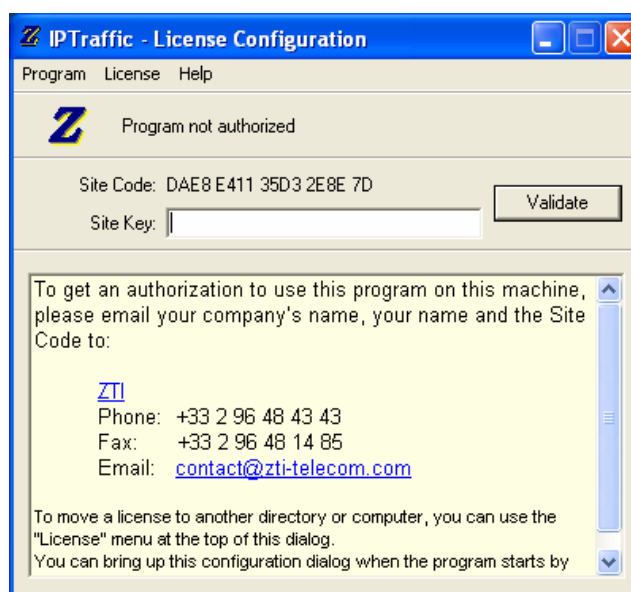 IPTraffic - License Configuration
Program License Help
Z Program not authorized
Site Code: DAE8 E411 35D3 2E8E 7D
Site Key:
Validate
To get an authorization to use this program on this machine,
please email your company's name, your name and the Site
Code to:
ZTI
Phone: +33 2 96 48 43 43
Fax: +33 2 96 48 14 85
Email: contact@zti-telecom.com
To move a license to another directory or computer, you can use the
"License" menu at the top of this dialog.
You can bring up this configuration dialog when the program starts by